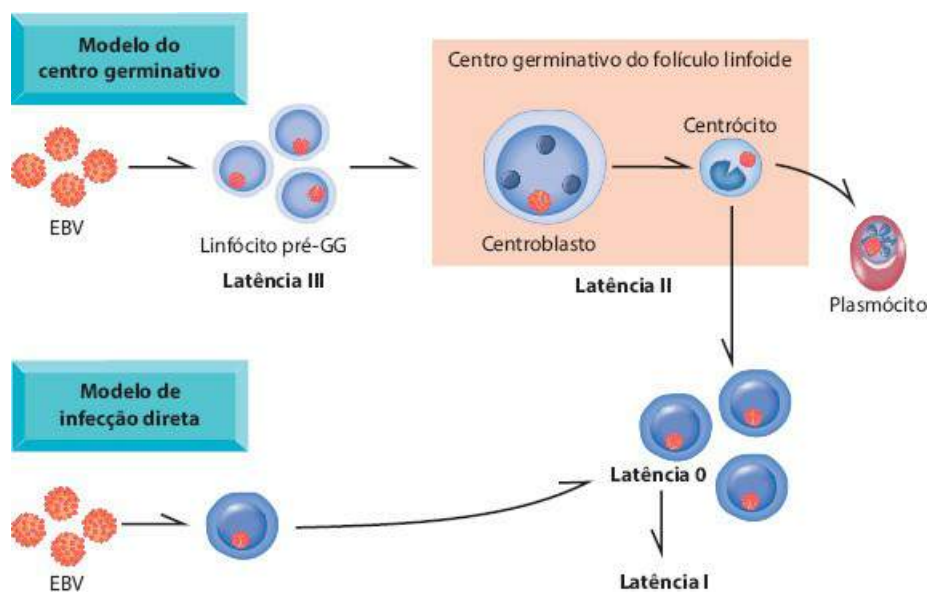 Modelo do
centro germinativo
EBV
Linfócito pré-GG
Latência III
Centro germinativo do folículo linfoide
Centroblasto
Centrócito
Latência II
Plasmócito
Modelo de
infecção direta
EBV
Latência 0
Latência I